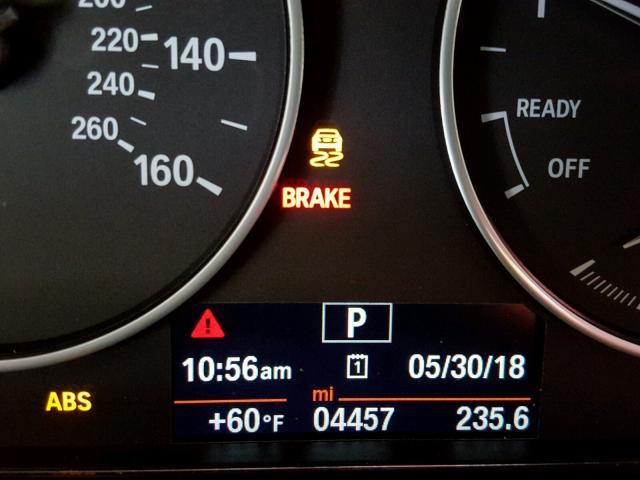 200
220 140
240
260
160
BRAKE
READY
OFF
P
10:56am 1 05/30/18
ABS
mi
+60°F 04457 235.6